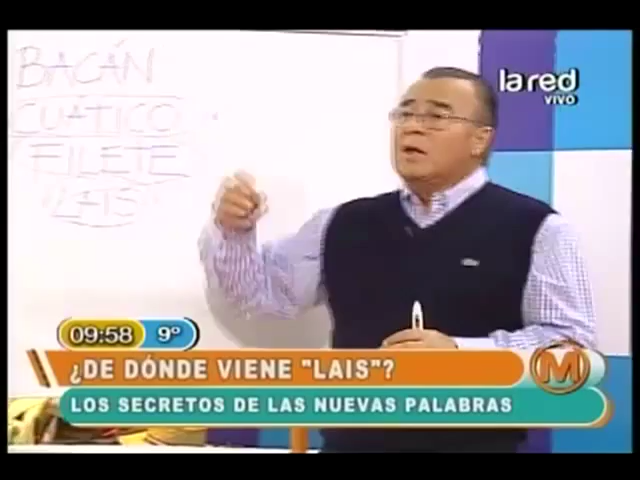 BACÁN
CUÁTICO
FILETE
"LAIS"
la red
VIVO
09:58 9º
¿DE DÓNDE VIENE "LAIS"?
M
LOS SECRETOS DE LAS NUEVAS PALABRAS